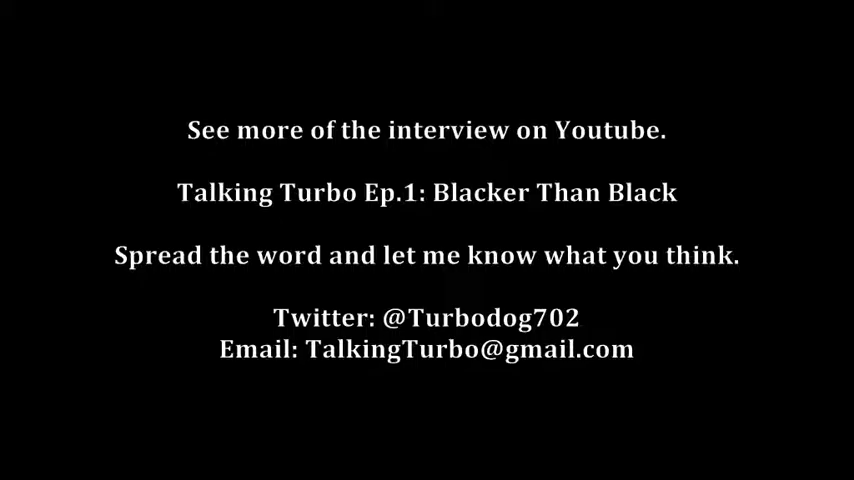 See more of the interview on Youtube.
Talking Turbo Ep.1: Blacker Than Black
Spread the word and let me know what you think.
Twitter: @Turbodog702
Email: TalkingTurbo@gmail.com